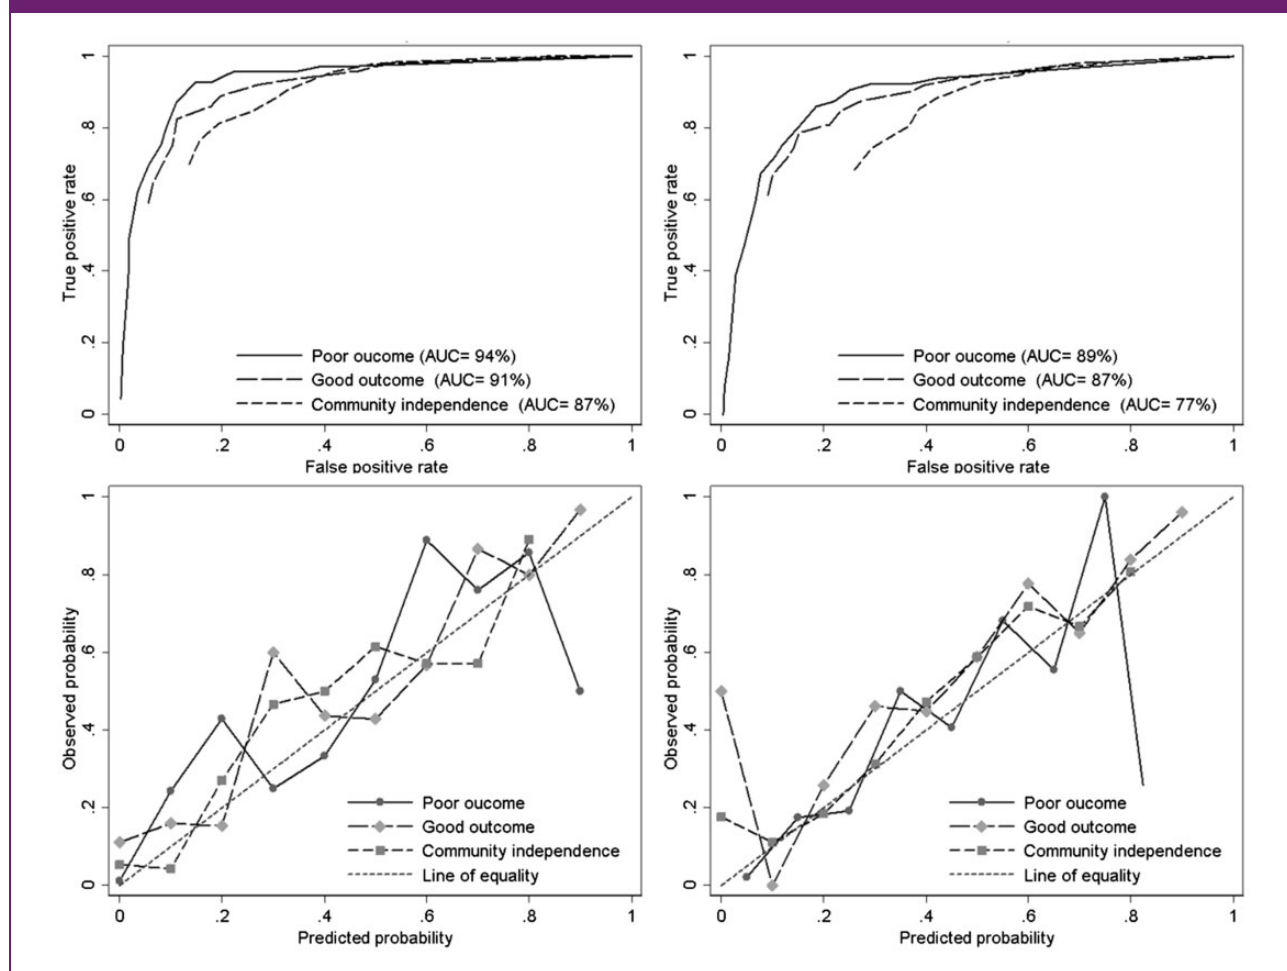 1
.8
.6
.4
.2
0
True positive rate
Poor oucome (AUC= 94%)
Good outcome (AUC= 91%)
Community independence (AUC= 87%)
0 .2 .4 .6 .8 1
False positive rate
1
.8
.6
.4
.2
0
True positive rate
Poor oucome (AUC= 89%)
Good outcome (AUC= 87%)
Community independence (AUC= 77%)
0 .2 .4 .6 .8 1
False positive rate
1
.8
.6
.4
.2
0
Observed probability
Poor oucome
Good outcome
Community independence
Line of equality
0 .2 .4 .6 .8 1
Predicted probability
1
.8
.6
.4
.2
0
Observed probability
Poor oucome
Good outcome
Community independence
Line of equality
0 .2 .4 .6 .8 1
Predicted probability